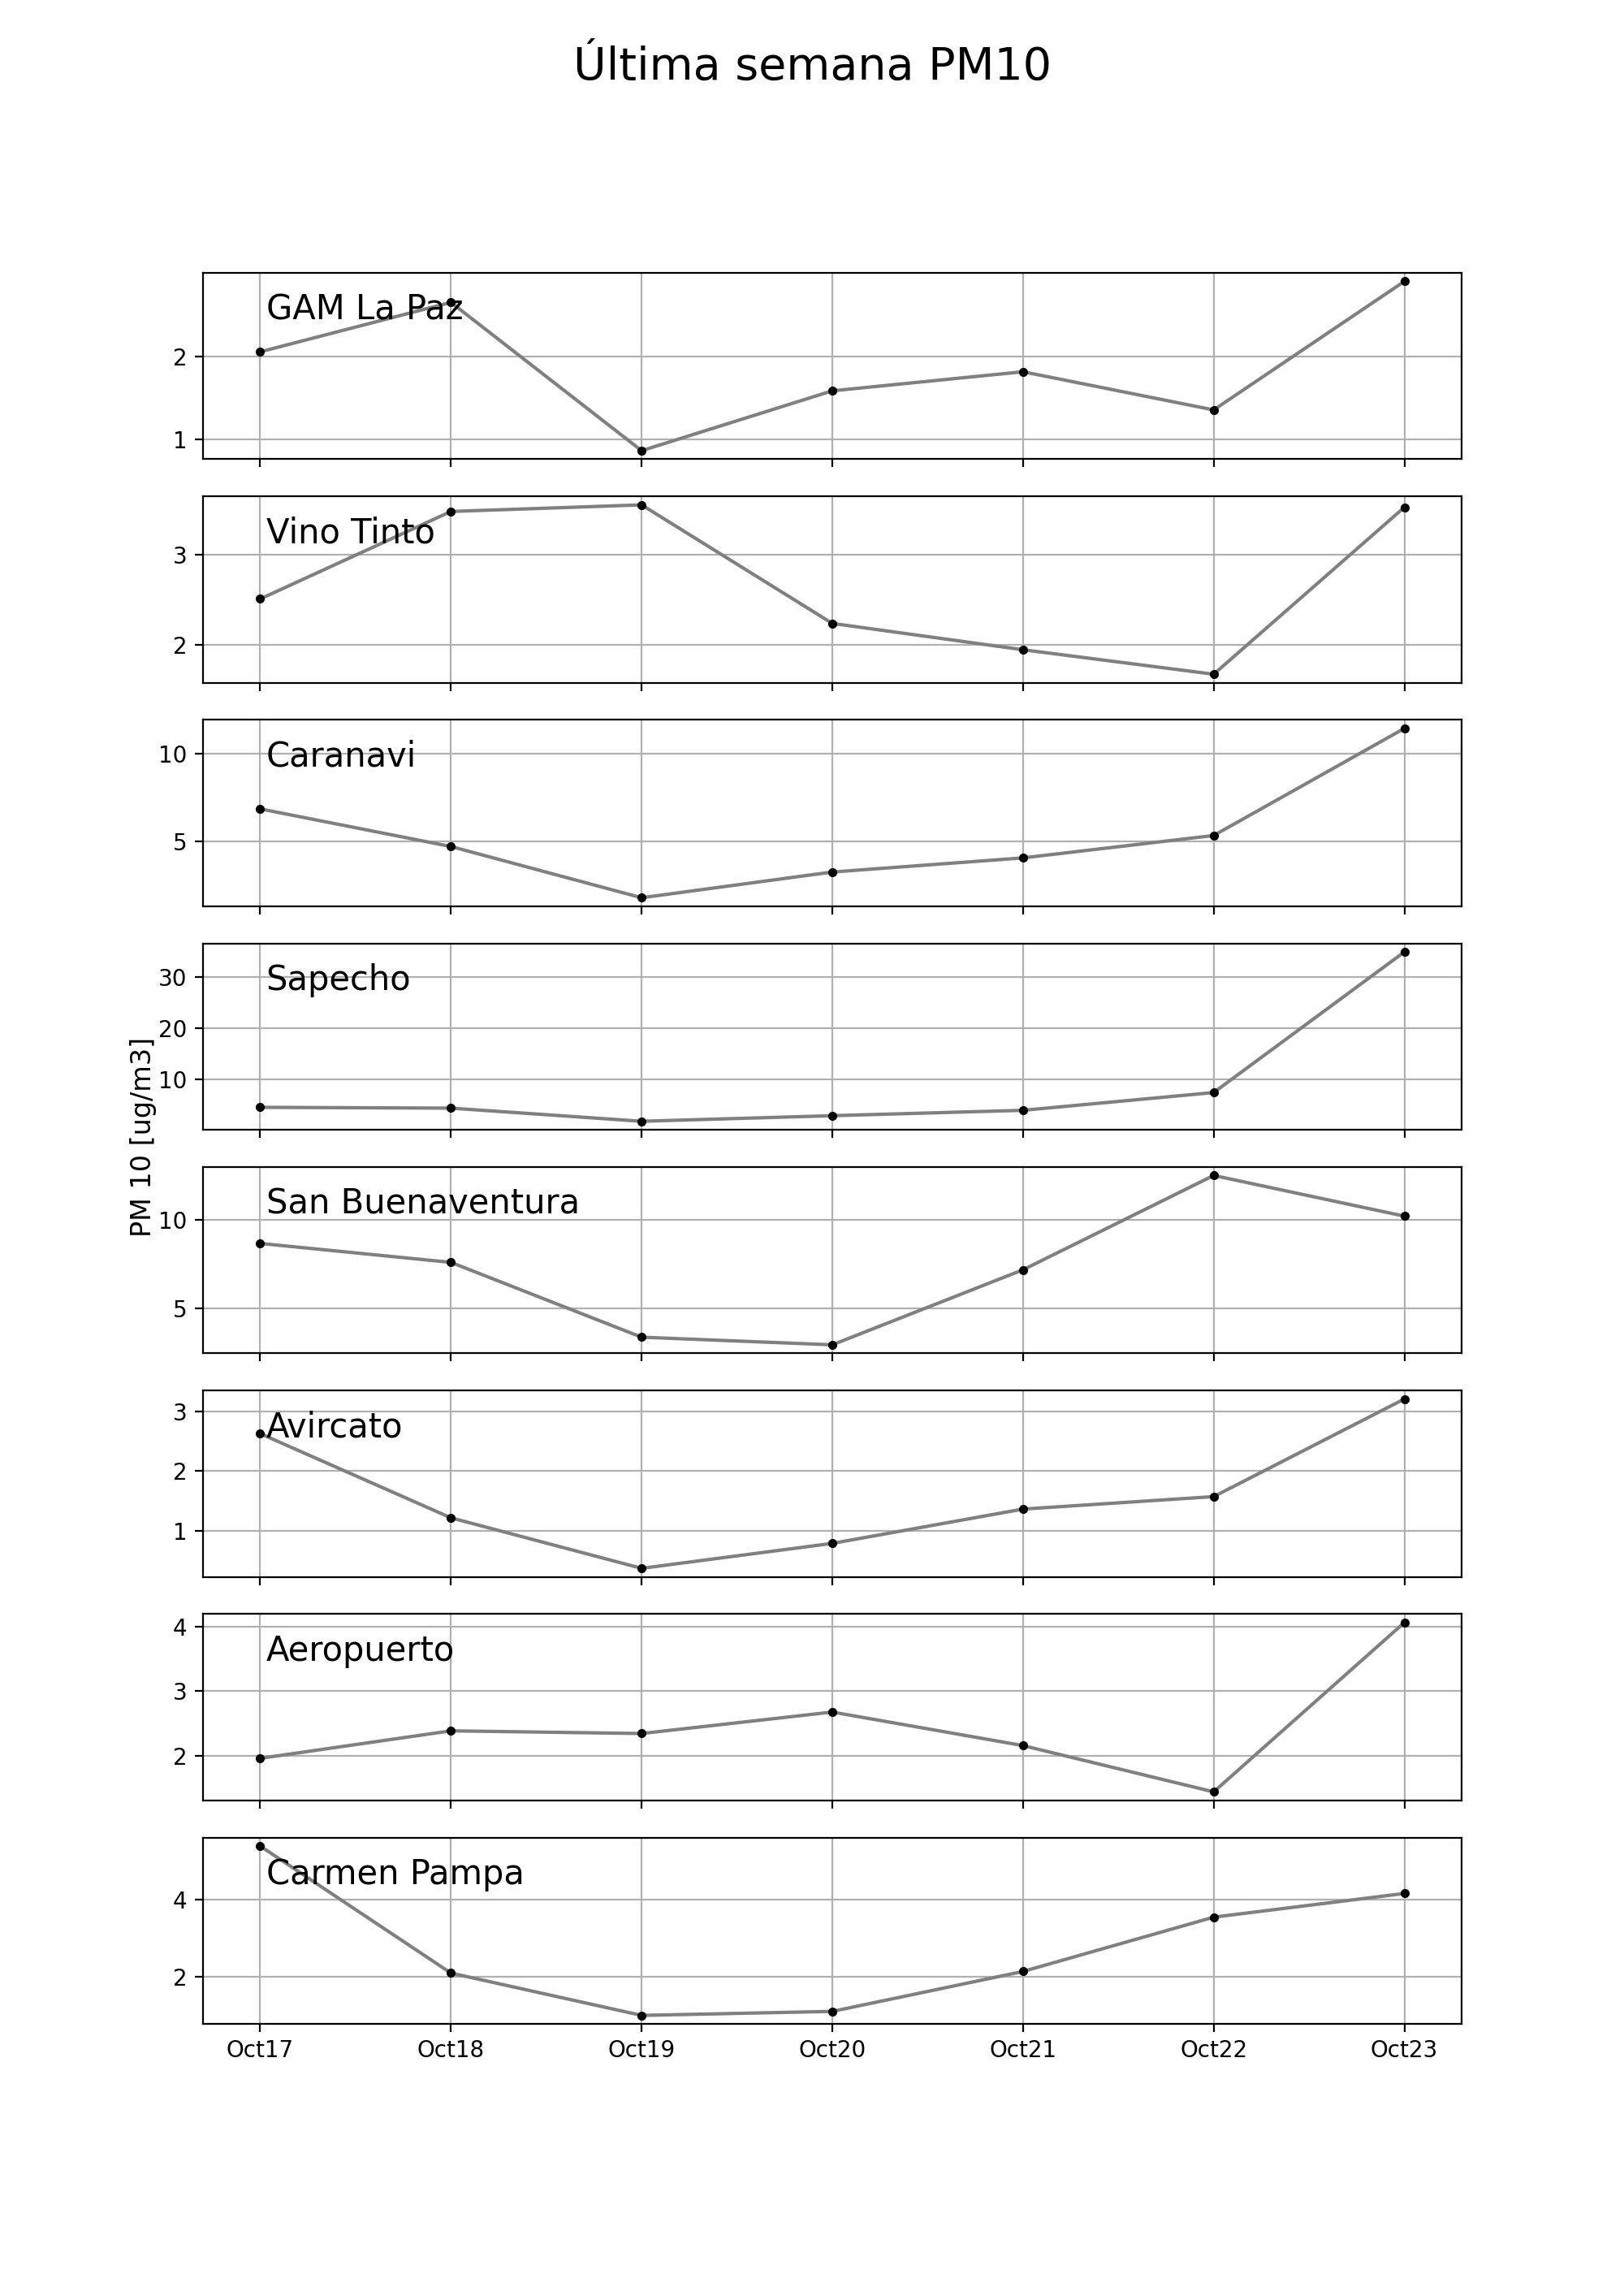 Última semana PM10
GAM La Paz
2
1
Vino Tinto
3
2
Caranavi
10
5
Sapecho
30
20
10
PM 10 [ug/m3]
San Buenaventura
10
5
Avircato
3
2
1
Aeropuerto
4
3
2
Carmen Pampa
4
2
Oct17 Oct18 Oct19 Oct20 Oct21 Oct22 Oct23